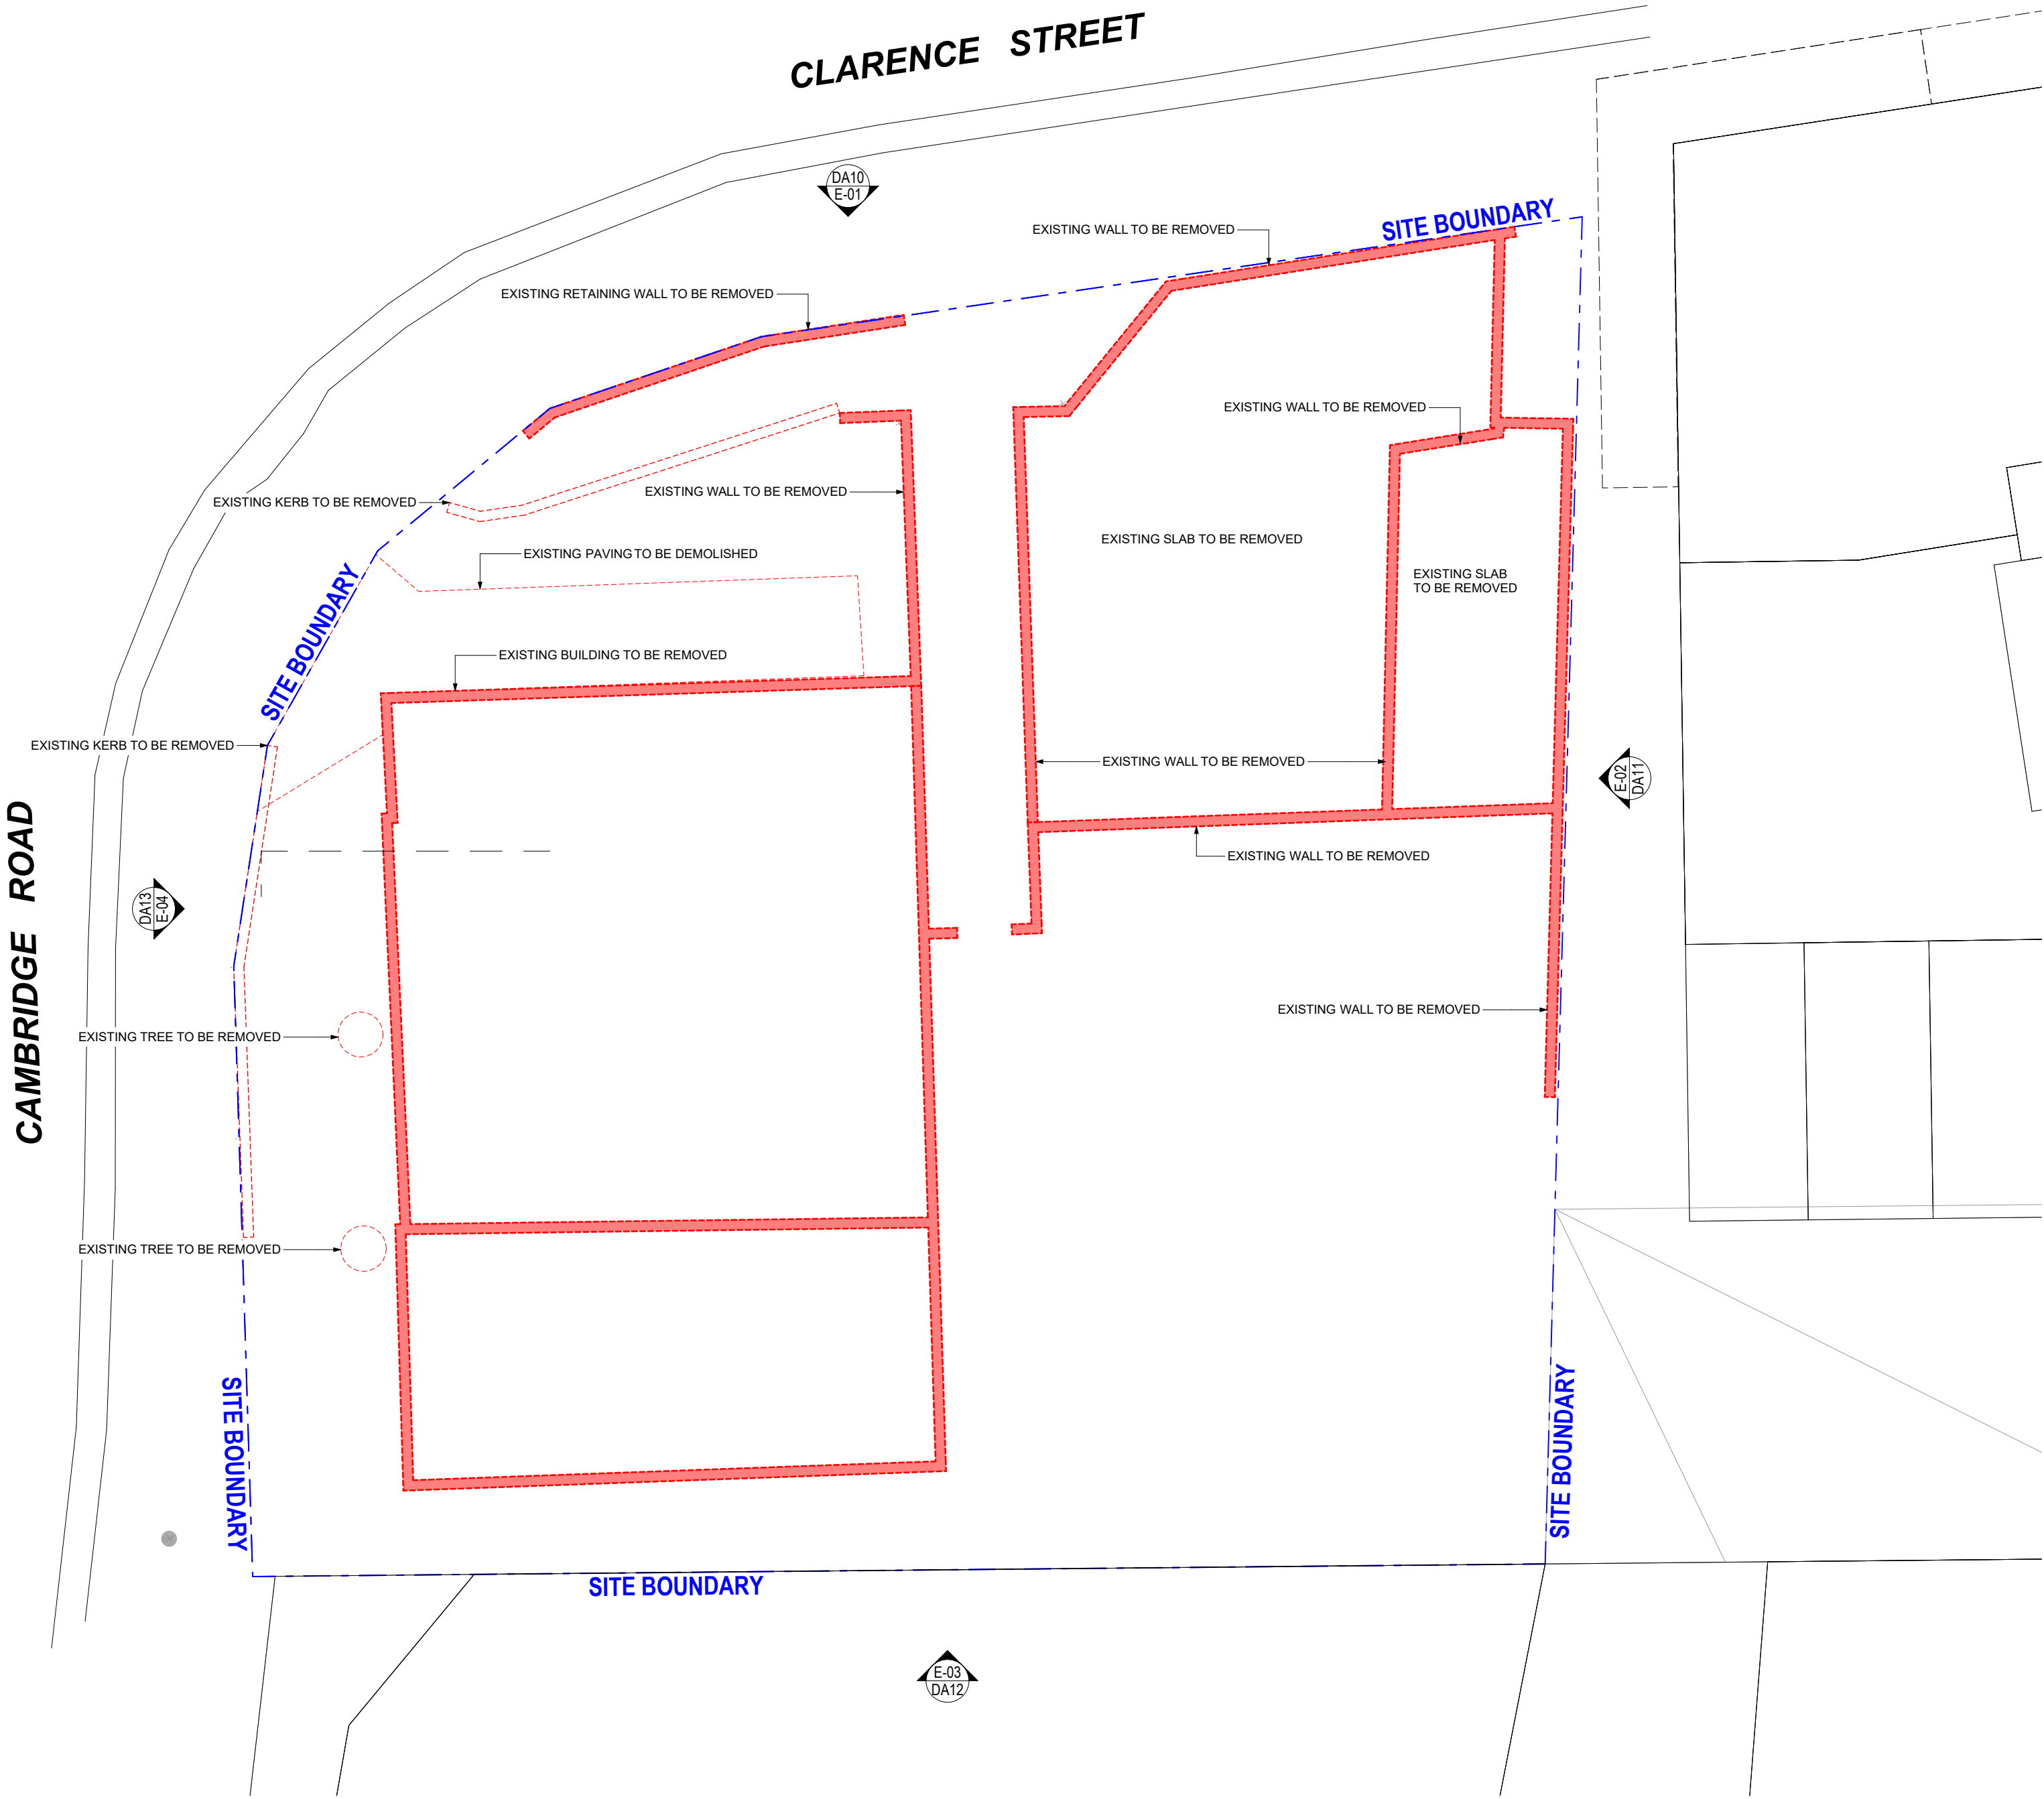 CLARENCE STREET
DA10
E-01
EXISTING WALL TO BE REMOVED
SITE BOUNDARY
EXISTING RETAINING WALL TO BE REMOVED
EXISTING WALL TO BE REMOVED
EXISTING KERB TO BE REMOVED
EXISTING WALL TO BE REMOVED
EXISTING SLAB TO BE REMOVED
EXISTING PAVING TO BE DEMOLISHED
EXISTING SLAB
TO BE REMOVED
SITE BOUNDARY
EXISTING BUILDING TO BE REMOVED
EXISTING KERB TO BE REMOVED
EXISTING WALL TO BE REMOVED
E-02
DA11
EXISTING WALL TO BE REMOVED
CAMBRIDGE ROAD
DA13
E-04
EXISTING WALL TO BE REMOVED
EXISTING TREE TO BE REMOVED
EXISTING TREE TO BE REMOVED
SITE BOUNDARY
SITE BOUNDARY
SITE BOUNDARY
E-03
DA12